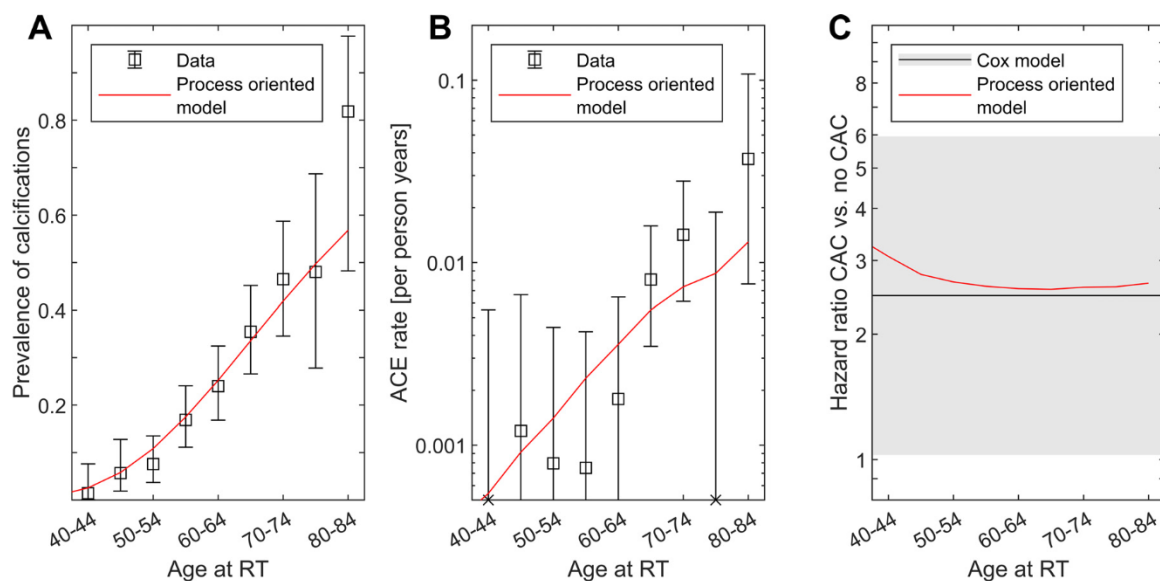 A
Data
Process oriented
model
0.8
0.6
0.4
0.2
Prevalence of calcifications
40-44
50-54
60-64
70-74
80-84
Age at RT
B
Data
Process oriented
model
0.1
0.01
0.001
ACE rate [per person years]
40-44
50-54
60-64
70-74
80-84
Age at RT
C
Cox model
Process oriented
model
8
6
5
4
3
2
1
Hazard ratio CAC vs. no CAC
40-44
50-54
60-64
70-74
80-84
Age at RT